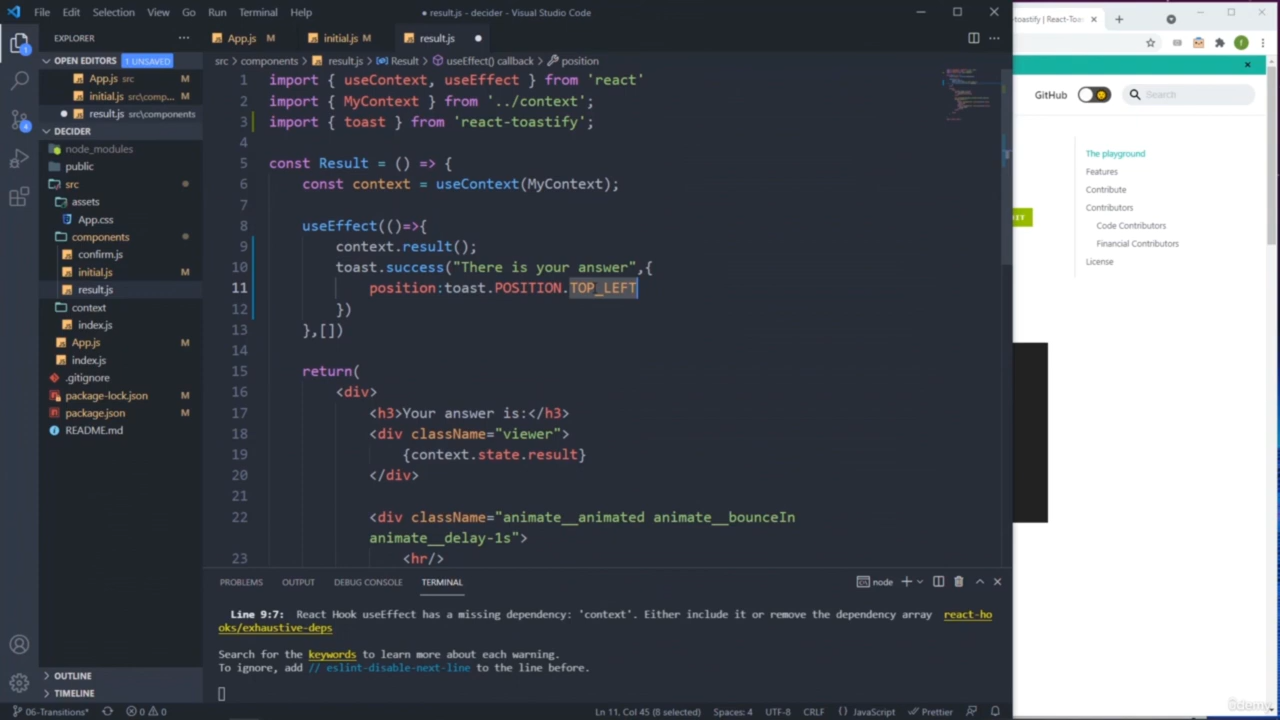 File Edit Selection View Go Run Terminal Help
● result.js - decider - Visual Studio Code
EXPLORER
OPEN EDITORS 1 UNSAVED
App.js src M
initial.js src\comp... M
result.js src\components
DECIDER
node_modules
public
src
assets
App.css
components
confirm.js
initial.js M
result.js
context
index.js
App.js M
index.js
.gitignore
package-lock.json M
package.json M
README.md
OUTLINE
TIMELINE
App.js M initial.js M result.js
src > components > result.js > Result > useEffect() callback > position
1 import { useContext, useEffect } from 'react'
2 import { MyContext } from '../context';
3 import { toast } from 'react-toastify';
4
5 const Result = () => {
6 const context = useContext(MyContext);
7
8 useEffect(()=>{
9 context.result();
10 toast.success("There is your answer",{
11 position:toast.POSITION.TOP_LEFT
12 })
13 },[])
14
15 return(
16 <div>
17 <h3>Your answer is:</h3>
18 <div className="viewer">
19 {context.state.result}
20 </div>
21
22 <div className="animate__animated animate__bounceIn
animate__delay-1s">
23 <hr/>
PROBLEMS OUTPUT DEBUG CONSOLE TERMINAL
node
Line 9:7: React Hook useEffect has a missing dependency: 'context'. Either include it or remove the dependency array react-ho
oks/exhaustive-deps
Search for the keywords to learn more about each warning.
To ignore, add // eslint-disable-next-line to the line before.
06-Transitions* 0 0
Ln 11, Col 45 (8 selected) Spaces: 4 UTF-8 CRLF JavaScript Prettier
toastify | React-Toa
GitHub Search
The playground
Features
Contribute
Contributors
Code Contributors
Financial Contributors
License
ûdemy